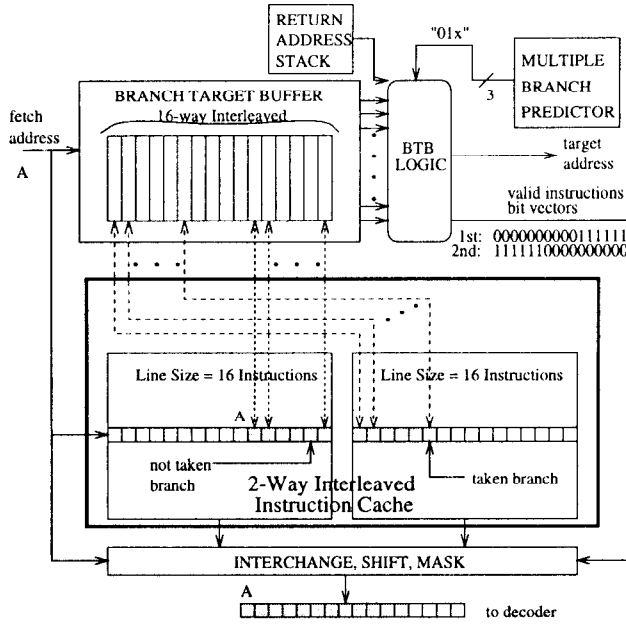 RETURN
ADDRESS
STACK
"01x"
3
MULTIPLE
BRANCH
PREDICTOR
fetch
address
A
BRANCH TARGET BUFFER
16-way Interleaved
BTB
LOGIC
target
address
valid instructions
bit vectors
1st: 0000000000111111
2nd: 1111110000000000
Line Size = 16 Instructions
Line Size = 16 Instructions
A
not taken
branch
taken branch
2-Way Interleaved
Instruction Cache
INTERCHANGE, SHIFT, MASK
A
to decoder